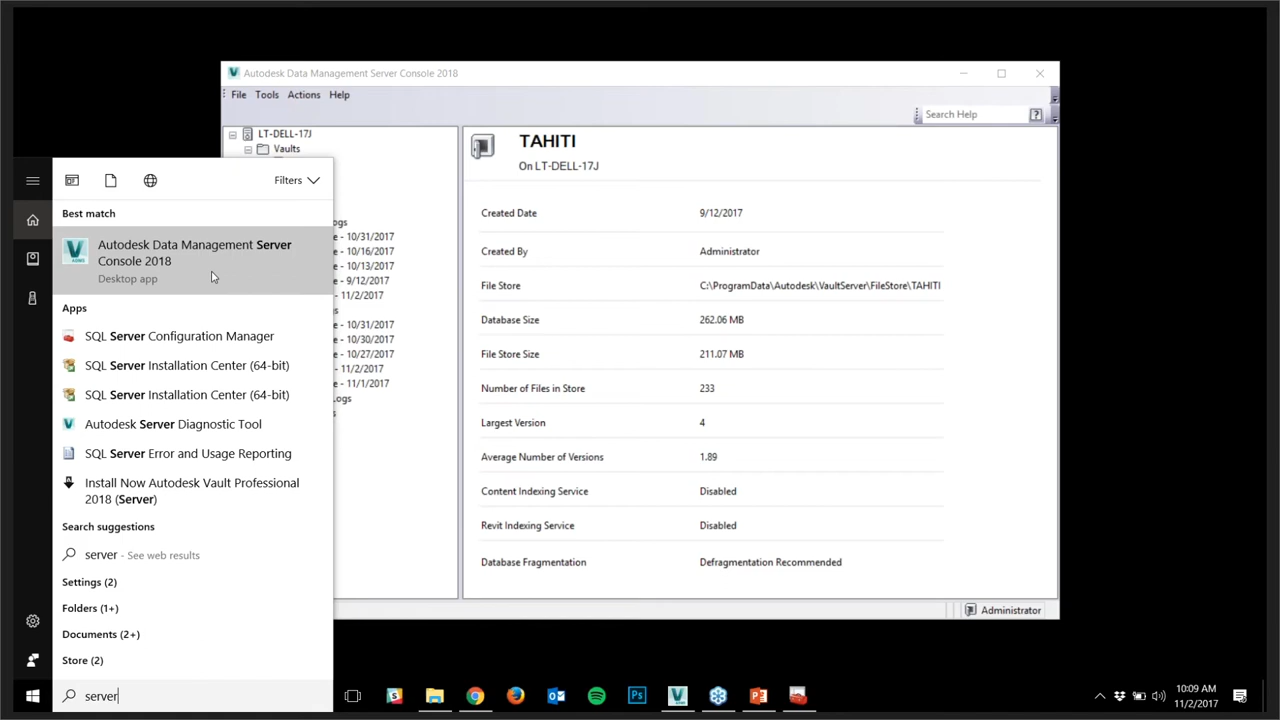 Autodesk Data Management Server Console 2018
File Tools Actions Help
Search Help
LT-DELL-17J
Vaults
ogs
e - 10/31/2017
e - 10/16/2017
e - 10/13/2017
e - 9/12/2017
- 11/2/2017
s
e - 10/31/2017
e - 10/30/2017
e - 10/27/2017
- 11/2/2017
e - 11/1/2017
Logs
TAHITI
On LT-DELL-17J
Created Date 9/12/2017
Created By Administrator
File Store C:\ProgramData\Autodesk\VaultServer\FileStore\TAHITI
Database Size 262.06 MB
File Store Size 211.07 MB
Number of Files in Store 233
Largest Version 4
Average Number of Versions 1.89
Content Indexing Service Disabled
Revit Indexing Service Disabled
Database Fragmentation Defragmentation Recommended
Administrator
Filters
Best match
Autodesk Data Management Server
Console 2018
Desktop app
Apps
SQL Server Configuration Manager
SQL Server Installation Center (64-bit)
SQL Server Installation Center (64-bit)
Autodesk Server Diagnostic Tool
SQL Server Error and Usage Reporting
Install Now Autodesk Vault Professional
2018 (Server)
Search suggestions
server - See web results
Settings (2)
Folders (1+)
Documents (2+)
Store (2)
server
10:09 AM
11/2/2017